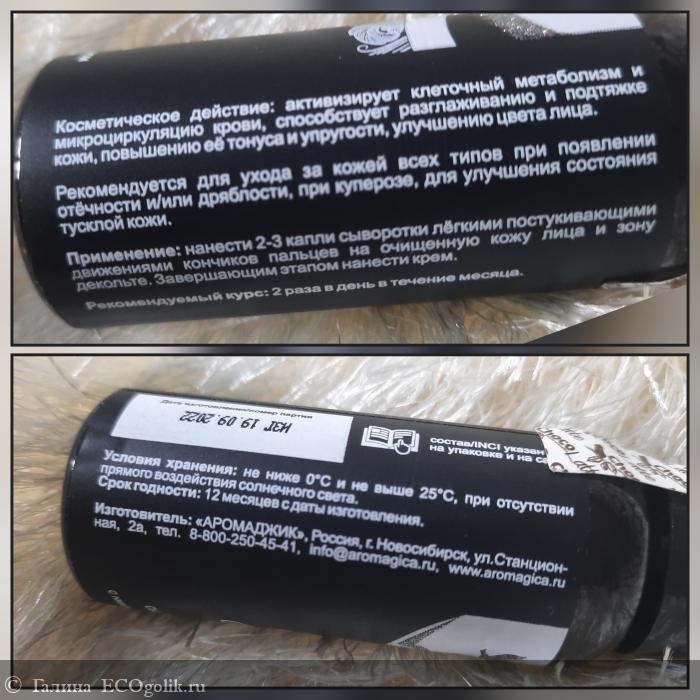 Косметическое действие: активизирует клеточный метаболизм и
микроциркуляцию крови, способствует разглаживанию и подтяжке
кожи, повышению её тонуса и упругости, улучшению цвета лица.
Рекомендуется для ухода за кожей всех типов при появлении
отёчности и/или дряблости, при куперозе, для улучшения состояния
тусклой кожи.
Применение: нанести 2-3 капли сыворотки лёгкими постукивающими
движениями кончиков пальцев на очищенную кожу лица и зону
декольте. Завершающим этапом нанести крем.
Рекомендуемый курс: 2 раза в день в течение месяца.
Дата изготовления/номер партии
ИЗГ 19.09.2022
состав/INCI указан
на упаковке и на
Условия хранения: не ниже 0°C и не выше 25°C, при отсутствии
прямого воздействия солнечного света.
Срок годности: 12 месяцев с даты изготовления.
Изготовитель: «АРОМАДЖИК», Россия, г. Новосибирск, ул.Станцион-
ная, 2а, тел. 8-800-250-45-41, info@aromagica.ru, www.aromagica.ru
© Галина ECOgolik.ru